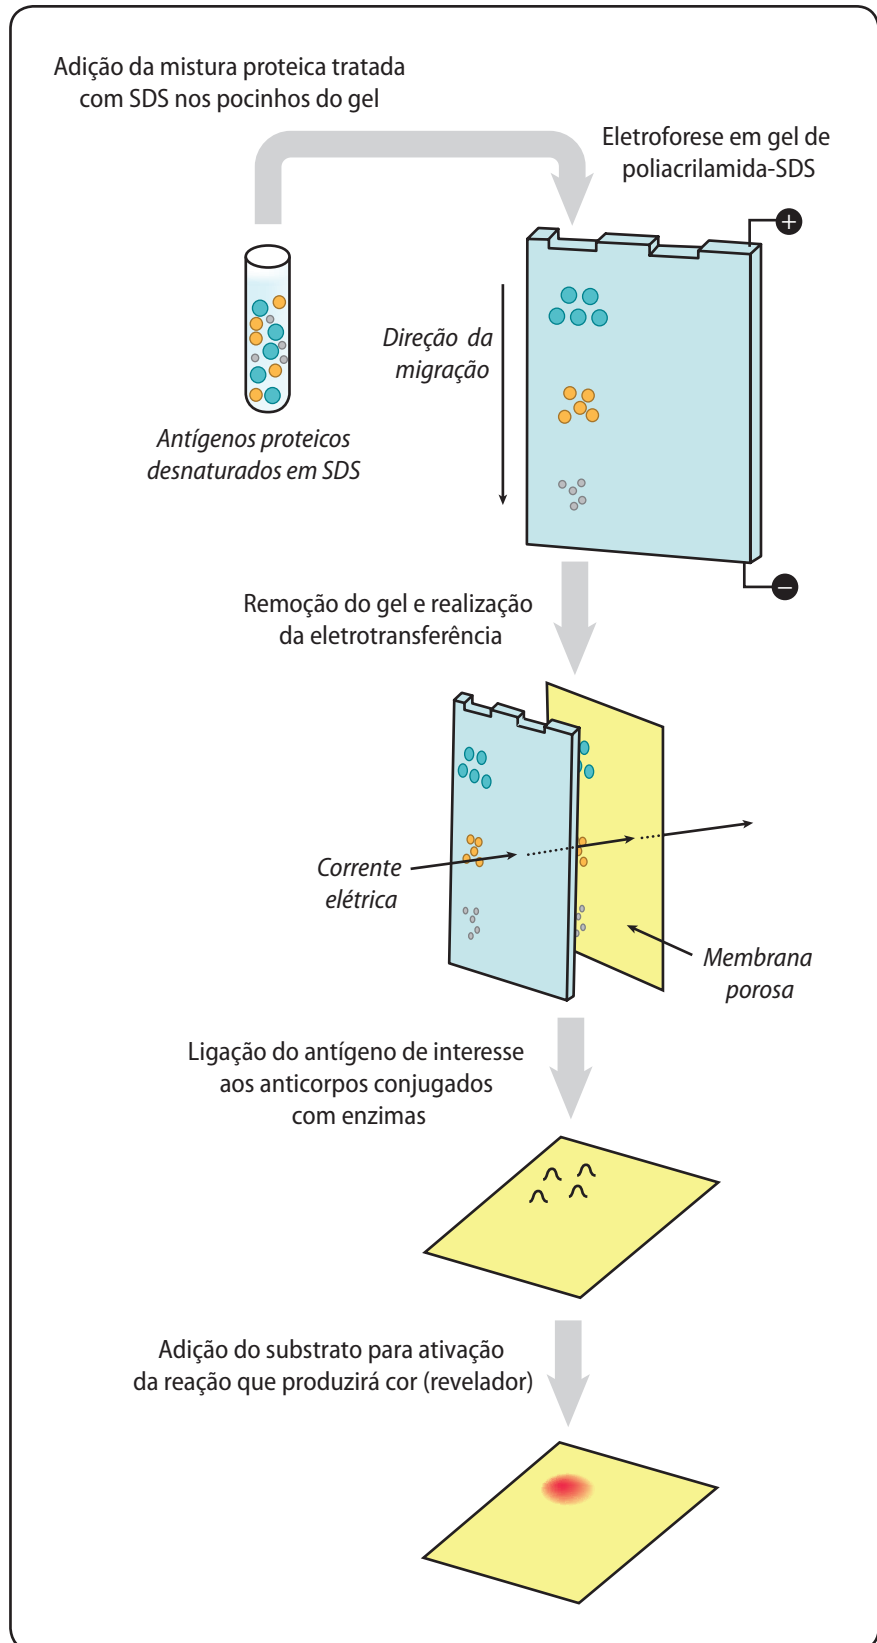 Adição da mistura proteica tratada
com SDS nos pocinhos do gel
Eletroforese em gel de
poliacrilamida-SDS
+
Direção da
migração
Antígenos proteicos
desnaturados em SDS
−
Remoção do gel e realização
da eletrotransferência
Corrente
elétrica
Membrana
porosa
Ligação do antígeno de interesse
aos anticorpos conjugados
com enzimas
Adição do substrato para ativação
da reação que produzirá cor (revelador)